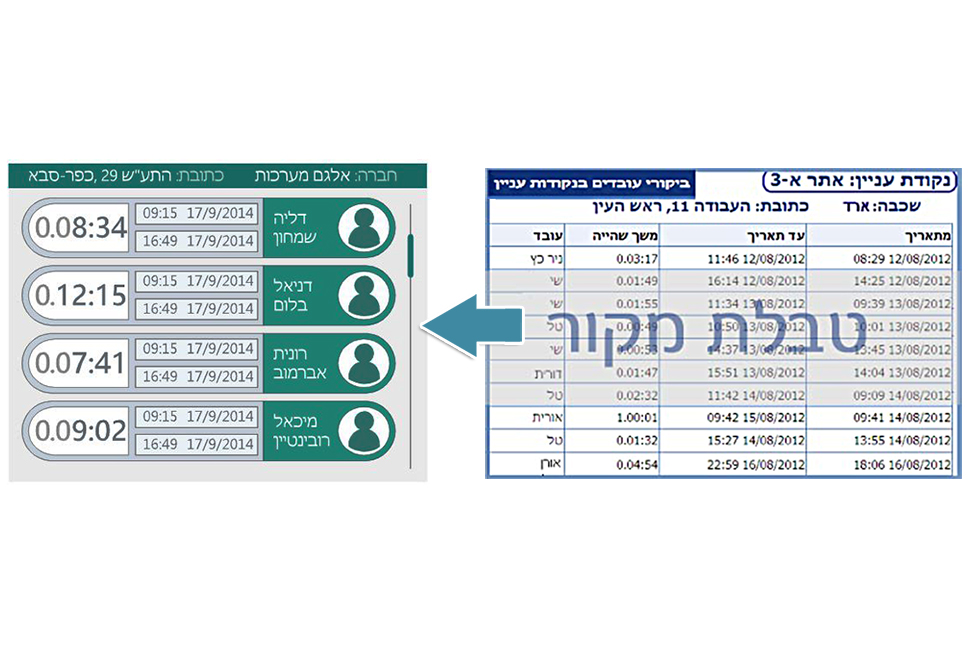 נקודת עניין: אתר א-3 ביקורי עובדים בנקודות עניין
שכבה: ארד כתובת: העבודה 11, ראש העין
מתאריך עד תאריך משך שהייה עובד
08:29 12/08/2012 11:46 12/08/2012 0.03:17 ניר כץ
14:25 12/08/2012 16:14 12/08/2012 0.01:49 שי
09:39 13/08/2012 11:34 13/08/2012 0.01:55 שי
10:01 13/08/2012 10:50 13/08/2012 0.00:49 טל
13:45 13/08/2012 14:37 13/08/2012 0.00:53 שי
14:04 13/08/2012 15:51 13/08/2012 0.01:47 דורית
09:09 14/08/2012 11:42 14/08/2012 0.02:32 טל
09:41 14/08/2012 09:42 15/08/2012 1.00:01 אורית
13:55 14/08/2012 15:27 14/08/2012 0.01:32 טל
18:06 16/08/2012 22:59 16/08/2012 0.04:54 אורן
טבלת מקור
חברה: אלגם מערכות כתובת: התע"ש 29, כפר-סבא
דליה
שמחון
09:15 17/9/2014
16:49 17/9/2014
0.08:34
דניאל
בלום
09:15 17/9/2014
16:49 17/9/2014
0.12:15
רונית
אברמוב
09:15 17/9/2014
16:49 17/9/2014
0.07:41
מיכאל
רובינטיין
09:15 17/9/2014
16:49 17/9/2014
0.09:02